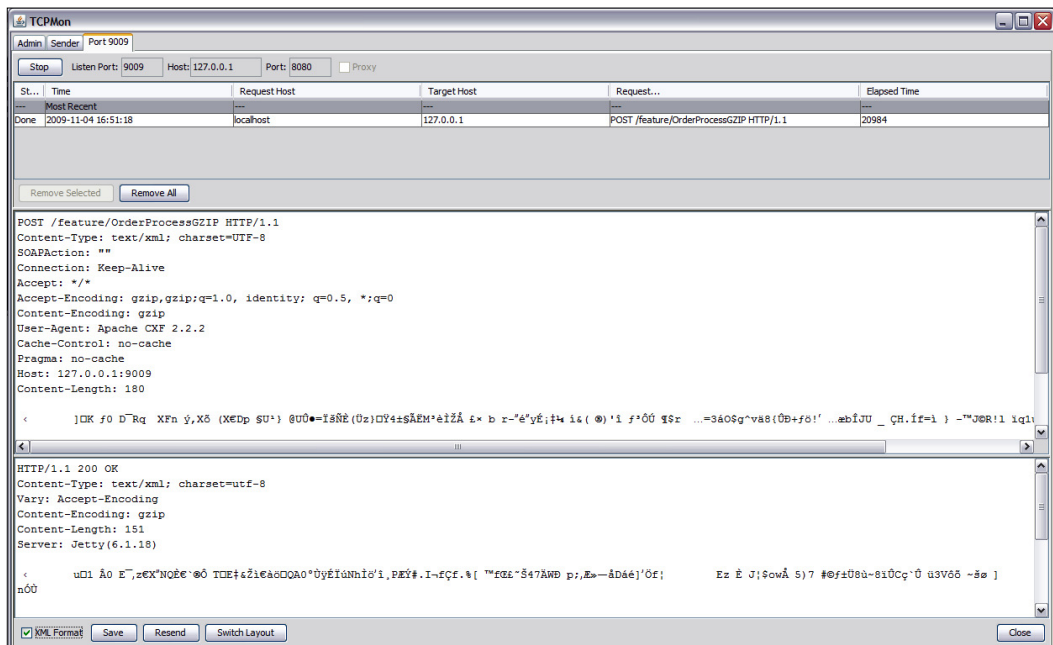 TCPMon
Admin Sender Port 9009
Stop Listen Port: 9009 Host: 127.0.0.1 Port: 8080 Proxy
St... Time Request Host Target Host Request... Elapsed Time
--- Most Recent --- --- --- ---
Done 2009-11-04 16:51:18 localhost 127.0.0.1 POST /feature/OrderProcessGZIP HTTP/1.1 20984
Remove Selected Remove All
POST /feature/OrderProcessGZIP HTTP/1.1
Content-Type: text/xml; charset=UTF-8
SOAPAction: ""
Connection: Keep-Alive
Accept: */*
Accept-Encoding: gzip,gzip;q=1.0, identity; q=0.5, *;q=0
Content-Encoding: gzip
User-Agent: Apache CXF 2.2.2
Cache-Control: no-cache
Pragma: no-cache
Host: 127.0.0.1:9009
Content-Length: 180
HTTP/1.1 200 OK
Content-Type: text/xml; charset=utf-8
Vary: Accept-Encoding
Content-Encoding: gzip
Content-Length: 151
Server: Jetty(6.1.18)
nÓÙ
XML Format Save Resend Switch Layout Close